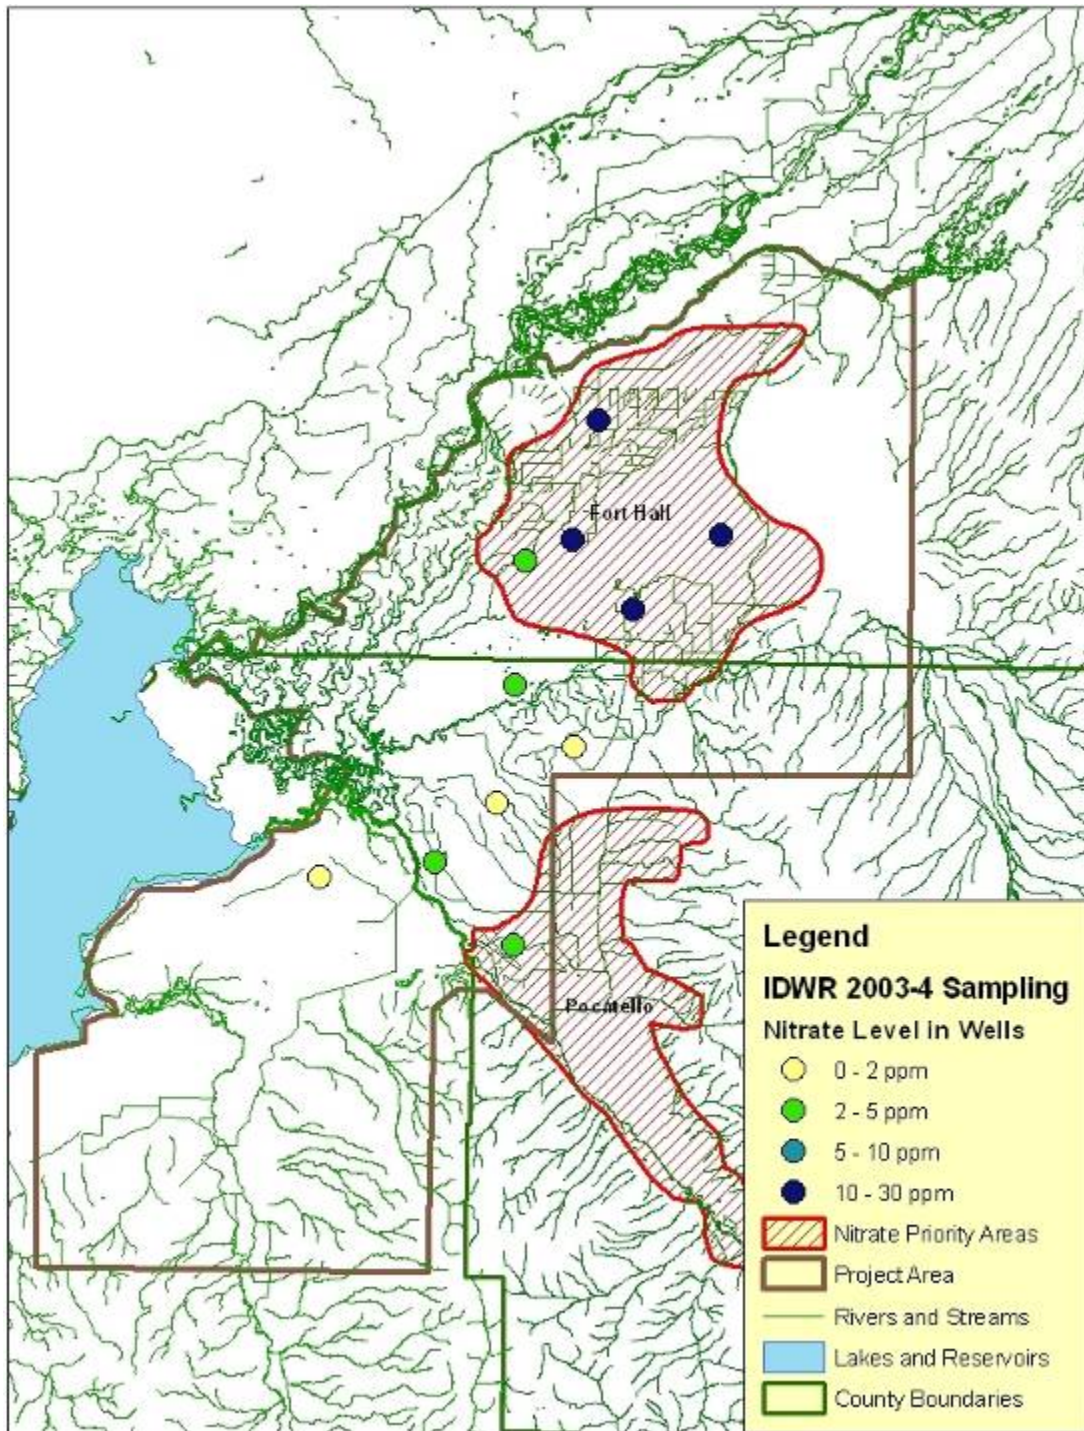 Fort Hall
Pocatello
Legend
IDWR 2003-4 Sampling
Nitrate Level in Wells
0 - 2 ppm
2 - 5 ppm
5 - 10 ppm
10 - 30 ppm
Nitrate Priority Areas
Project Area
Rivers and Streams
Lakes and Reservoirs
County Boundaries